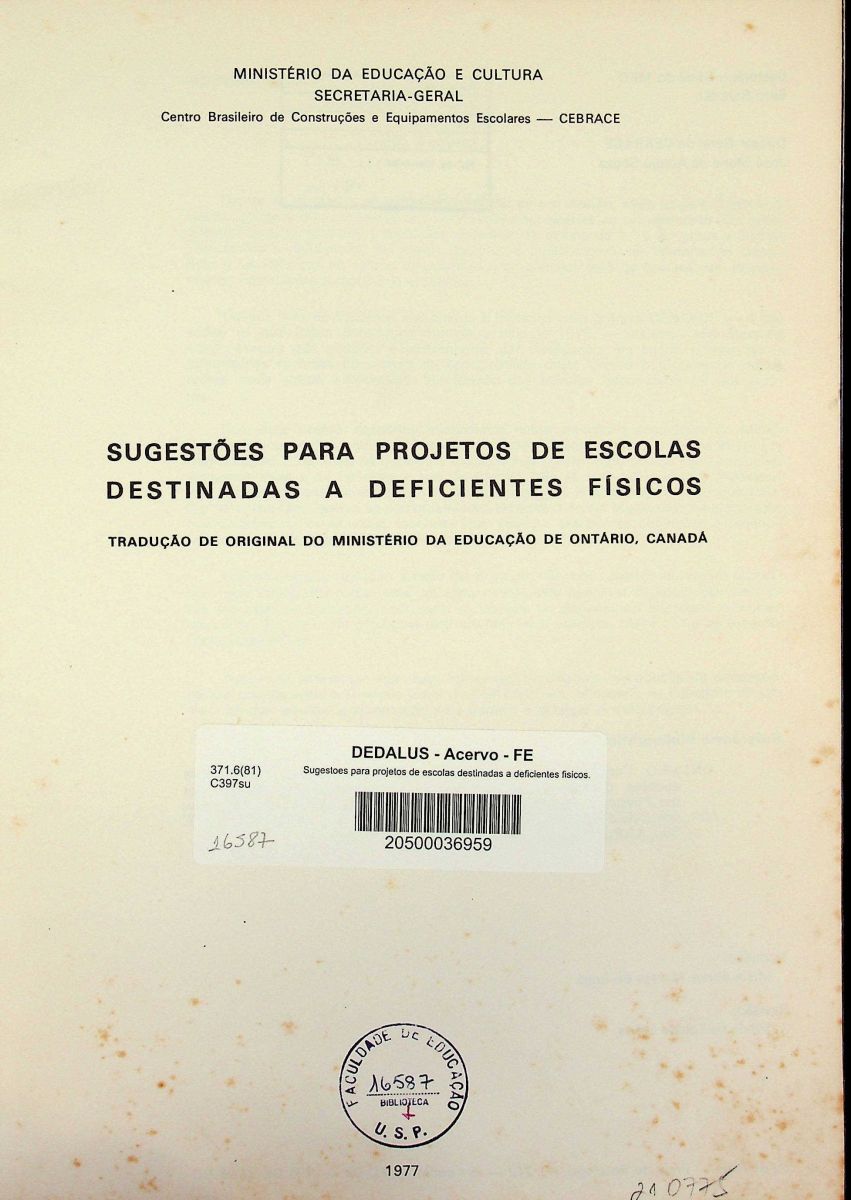 MINISTÉRIO DA EDUCAÇÃO E CULTURA
SECRETARIA-GERAL
Centro Brasileiro de Construções e Equipamentos Escolares — CEBRACE
SUGESTÕES PARA PROJETOS DE ESCOLAS
DESTINADAS A DEFICIENTES FÍSICOS
TRADUÇÃO DE ORIGINAL DO MINISTÉRIO DA EDUCAÇÃO DE ONTÁRIO, CANADÁ
DEDALUS - Acervo - FE
Sugestoes para projetos de escolas destinadas a deficientes fisicos.
371.6(81)
C397su
16587
20500036959
FACULDADE DE EDUCAÇÃO
16587
BIBLIOTECA
U. S. P.
1977
210775